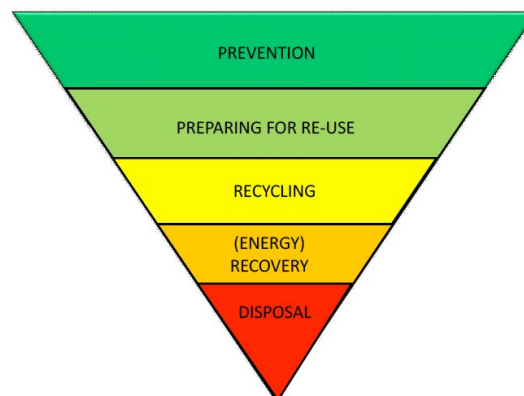 PREVENTION
PREPARING FOR RE-USE
RECYCLING
(ENERGY)
RECOVERY
DISPOSAL